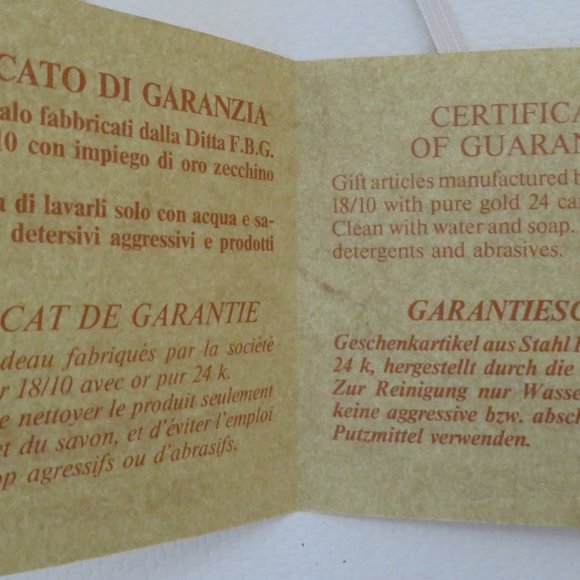 CATO DI GARANZIA
alo fabbricati dalla Ditta F.B.G.
10 con impiego di oro zecchino
a di lavarli solo con acqua e sa-
detersivi aggressivi e prodotti
CAT DE GARANTIE
deau fabriqués par la société
r 18/10 avec or pur 24 k.
e nettoyer le produit seulement
et du savon, et d'éviter l'emploi
op agressifs ou d'abrasifs.
CERTIFICA
OF GUARAN
Gift articles manufactured b
18/10 with pure gold 24 ca
Clean with water and soap.
detergents and abrasives.
GARANTIESC
Geschenkartikel aus Stahl
24 k, hergestellt durch die
Zur Reinigung nur Wasse
keine aggressive bzw. absch
Putzmittel verwenden.